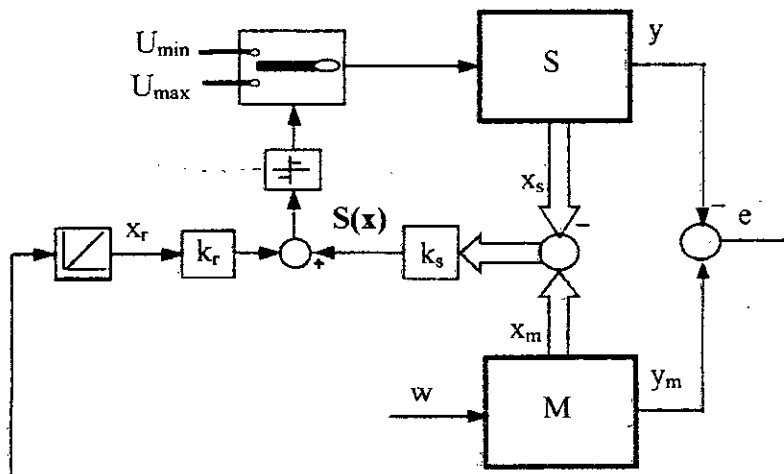 U_min
U_max
S
y
x_s
−
−
e
x_r
k_r
+
S(x)
k_s
x_m
w
M
y_m